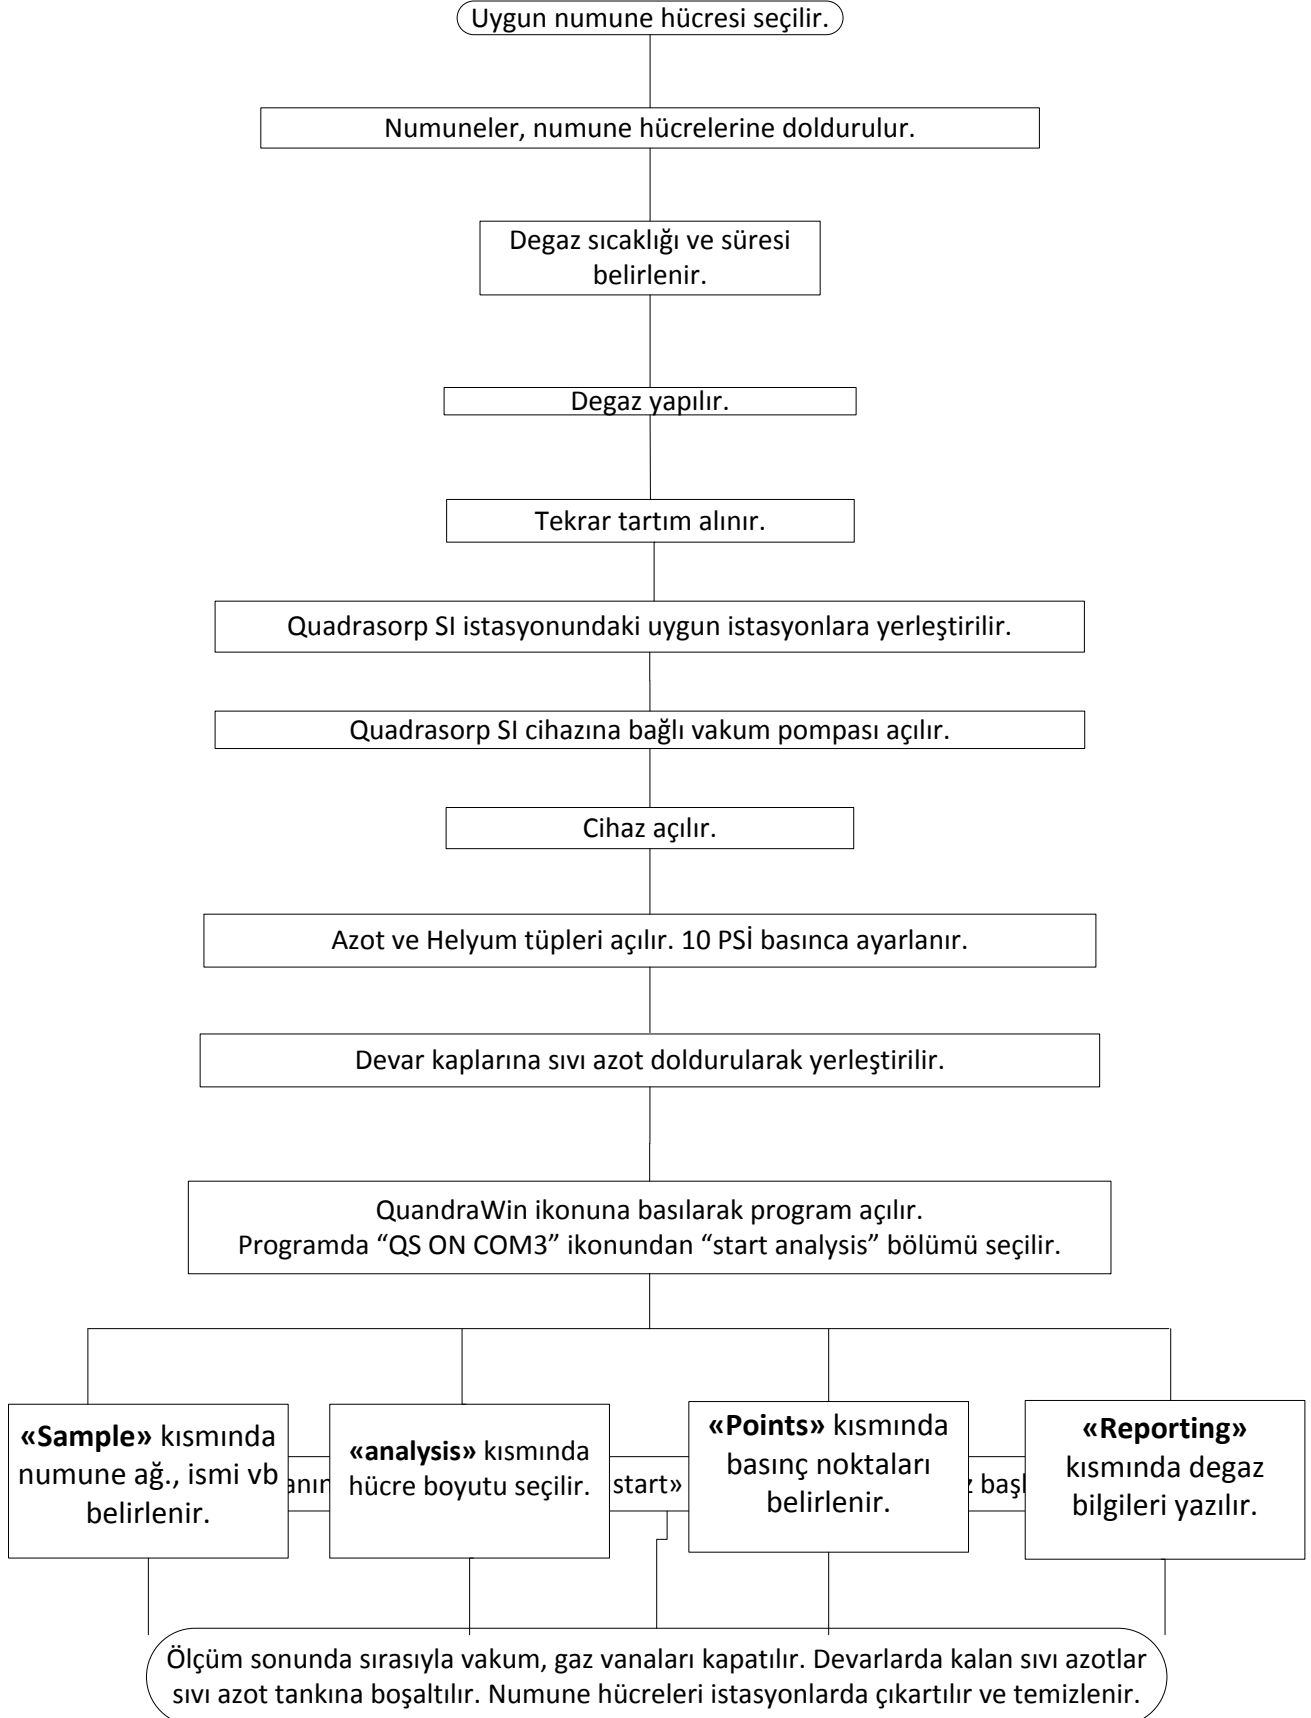 Uygun numune hücresi seçilir.
Numuneler, numune hücrelerine doldurulur.
Degaz sıcaklığı ve süresi
belirlenir.
Degaz yapılır.
Tekrar tartım alınır.
Quadrasorp SI istasyonundaki uygun istasyonlara yerleştirilir.
Quadrasorp SI cihazına bağlı vakum pompası açılır.
Cihaz açılır.
Azot ve Helyum tüpleri açılır. 10 PSİ basınca ayarlanır.
Devar kaplarına sıvı azot doldurularak yerleştirilir.
QuandraWin ikonuna basılarak program açılır.
Programda “QS ON COM3” ikonundan “start analysis” bölümü seçilir.
«Sample» kısmında
numune ağ., ismi vb
belirlenir.
«analysis» kısmında
hücre boyutu seçilir.
start»
«Points» kısmında
basınç noktaları
belirlenir.
«Reporting»
kısmında degaz
bilgileri yazılır.
Ölçüm sonunda sırasıyla vakum, gaz vanaları kapatılır. Devarlarda kalan sıvı azotlar
sıvı azot tankına boşaltılır. Numune hücreleri istasyonlarda çıkartılır ve temizlenir.